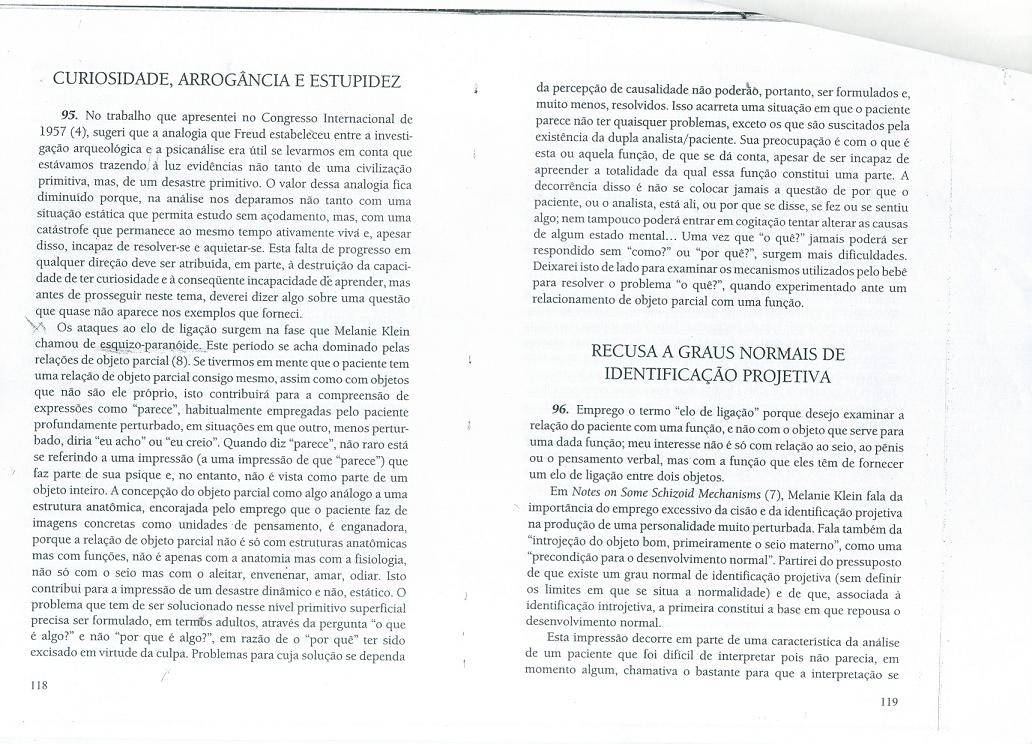 CURIOSIDADE, ARROGÂNCIA E ESTUPIDEZ
95. No trabalho que apresentei no Congresso Internacional de
1957 (4), sugeri que a analogia que Freud estabeleceu entre a investi-
gação arqueológica e a psicanálise era útil se levarmos em conta que
estávamos trazendo à luz evidências não tanto de uma civilização
primitiva, mas, de um desastre primitivo. O valor dessa analogia fica
diminuido porque, na análise nos deparamos não tanto com uma
situação estática que permita estudo sem açodamento, mas, com uma
catástrofe que permanece ao mesmo tempo ativamente viva e, apesar
disso, incapaz de resolver-se e aquietar-se. Esta falta de progresso em
qualquer direção deve ser atribuída, em parte, à destruição da capaci-
dade de ter curiosidade e à conseqüente incapacidade de aprender, mas
antes de prosseguir neste tema, deverei dizer algo sobre uma questão
que quase não aparece nos exemplos que forneci.
Os ataques ao elo de ligação surgem na fase que Melanie Klein
chamou de esquizo-paranóide. Este período se acha dominado pelas
relações de objeto parcial (8). Se tivermos em mente que o paciente tem
uma relação de objeto parcial consigo mesmo, assim como com objetos
que não são ele próprio, isto contribuirá para a compreensão de
expressões como “parece”, habitualmente empregadas pelo paciente
profundamente perturbado, em situações em que outro, menos pertur-
bado, diria “eu acho” ou “eu creio”. Quando diz “parece”, não raro está
se referindo a uma impressão (a uma impressão de que “parece”) que
faz parte de sua psique e, no entanto, não é vista como parte de um
objeto inteiro. A concepção do objeto parcial como algo análogo a uma
estrutura anatômica, encorajada pelo emprego que o paciente faz de
imagens concretas como unidades de pensamento, é enganadora,
porque a relação de objeto parcial não é só com estruturas anatômicas
mas com funções, não é apenas com a anatomia mas com a fisiologia,
não só com o seio mas com o aleitar, envenenar, amar, odiar. Isto
contribui para a impressão de um desastre dinâmico e não, estático. O
problema que tem de ser solucionado nesse nível primitivo superficial
precisa ser formulado, em termos adultos, através da pergunta “o que
é algo?” e não “por que é algo?”, em razão de o “por quê” ter sido
excisado em virtude da culpa. Problemas para cuja solução se dependa
118
da percepção de causalidade não poderão, portanto, ser formulados e,
muito menos, resolvidos. Isso acarreta uma situação em que o paciente
parece não ter quaisquer problemas, exceto os que são suscitados pela
existência da dupla analista/paciente. Sua preocupação é com o que é
esta ou aquela função, de que se dá conta, apesar de ser incapaz de
apreender a totalidade da qual essa função constitui uma parte. A
decorrência disso é não se colocar jamais a questão de por que o
paciente, ou o analista, está ali, ou por que se disse, se fez ou se sentiu
algo; nem tampouco poderá entrar em cogitação tentar alterar as causas
de algum estado mental... Uma vez que “o quê?” jamais poderá ser
respondido sem “como?” ou “por quê?”, surgem mais dificuldades.
Deixarei isto de lado para examinar os mecanismos utilizados pelo bebê
para resolver o problema “o quê?”, quando experimentado ante um
relacionamento de objeto parcial com uma função.
RECUSA A GRAUS NORMAIS DE
IDENTIFICAÇÃO PROJETIVA
96. Emprego o termo “elo de ligação” porque desejo examinar a
relação do paciente com uma função, e não com o objeto que serve para
uma dada função; meu interesse não é só com relação ao seio, ao pênis
ou o pensamento verbal, mas com a função que eles têm de fornecer
um elo de ligação entre dois objetos.
Em Notes on Some Schizoid Mechanisms (7), Melanie Klein fala da
importância do emprego excessivo da cisão e da identificação projetiva
na produção de uma personalidade muito perturbada. Fala também da
“introjeção do objeto bom, primeiramente o seio materno”, como uma
“precondição para o desenvolvimento normal”. Partirei do pressuposto
de que existe um grau normal de identificação projetiva (sem definir
os limites em que se situa a normalidade) e de que, associada à
identificação introjetiva, a primeira constitui a base em que repousa o
desenvolvimento normal.
Esta impressão decorre em parte de uma característica da análise
de um paciente que foi difícil de interpretar pois não parecia, em
momento algum, chamativa o bastante para que a interpretação se
119